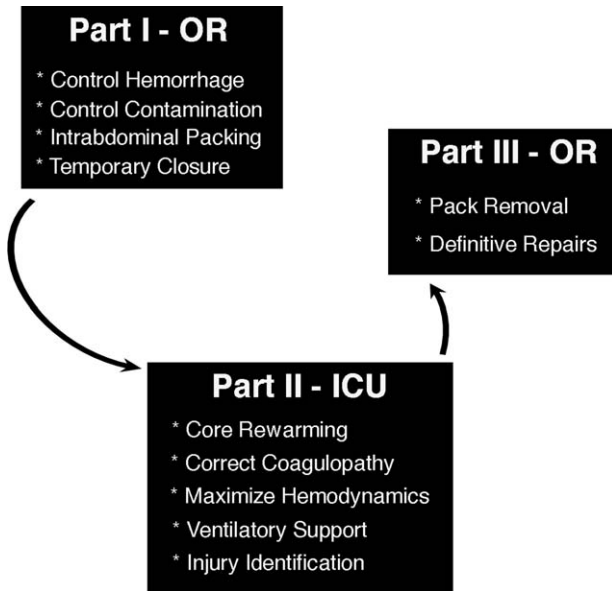 Part I - OR
* Control Hemorrhage
* Control Contamination
* Intrabdominal Packing
* Temporary Closure
Part II - ICU
* Core Rewarming
* Correct Coagulopathy
* Maximize Hemodynamics
* Ventilatory Support
* Injury Identification
Part III - OR
* Pack Removal
* Definitive Repairs